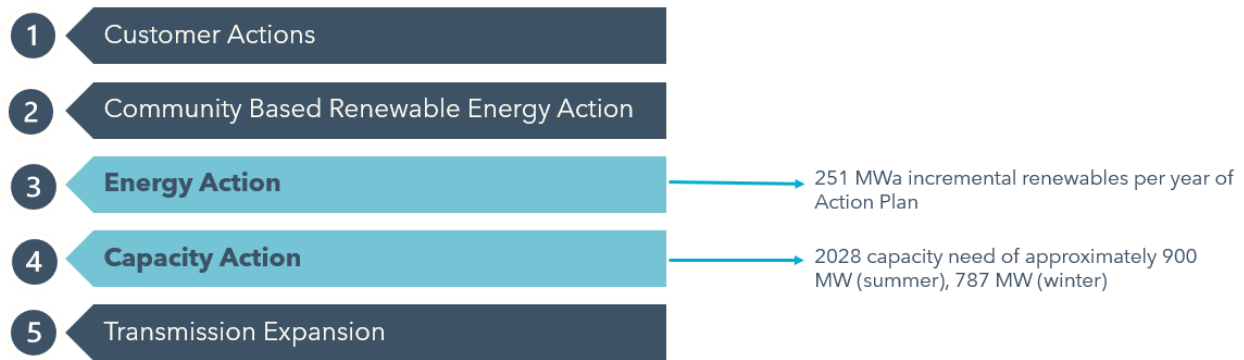 1 Customer Actions
2 Community Based Renewable Energy Action
3 Energy Action
251 MWa incremental renewables per year of
Action Plan
4 Capacity Action
2028 capacity need of approximately 900
MW (summer), 787 MW (winter)
5 Transmission Expansion